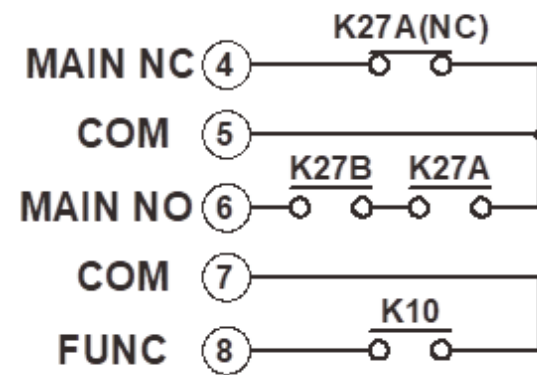 K27A(NC)
MAIN NC 4
COM 5
K27B K27A
MAIN NO 6
COM 7
K10
FUNC 8